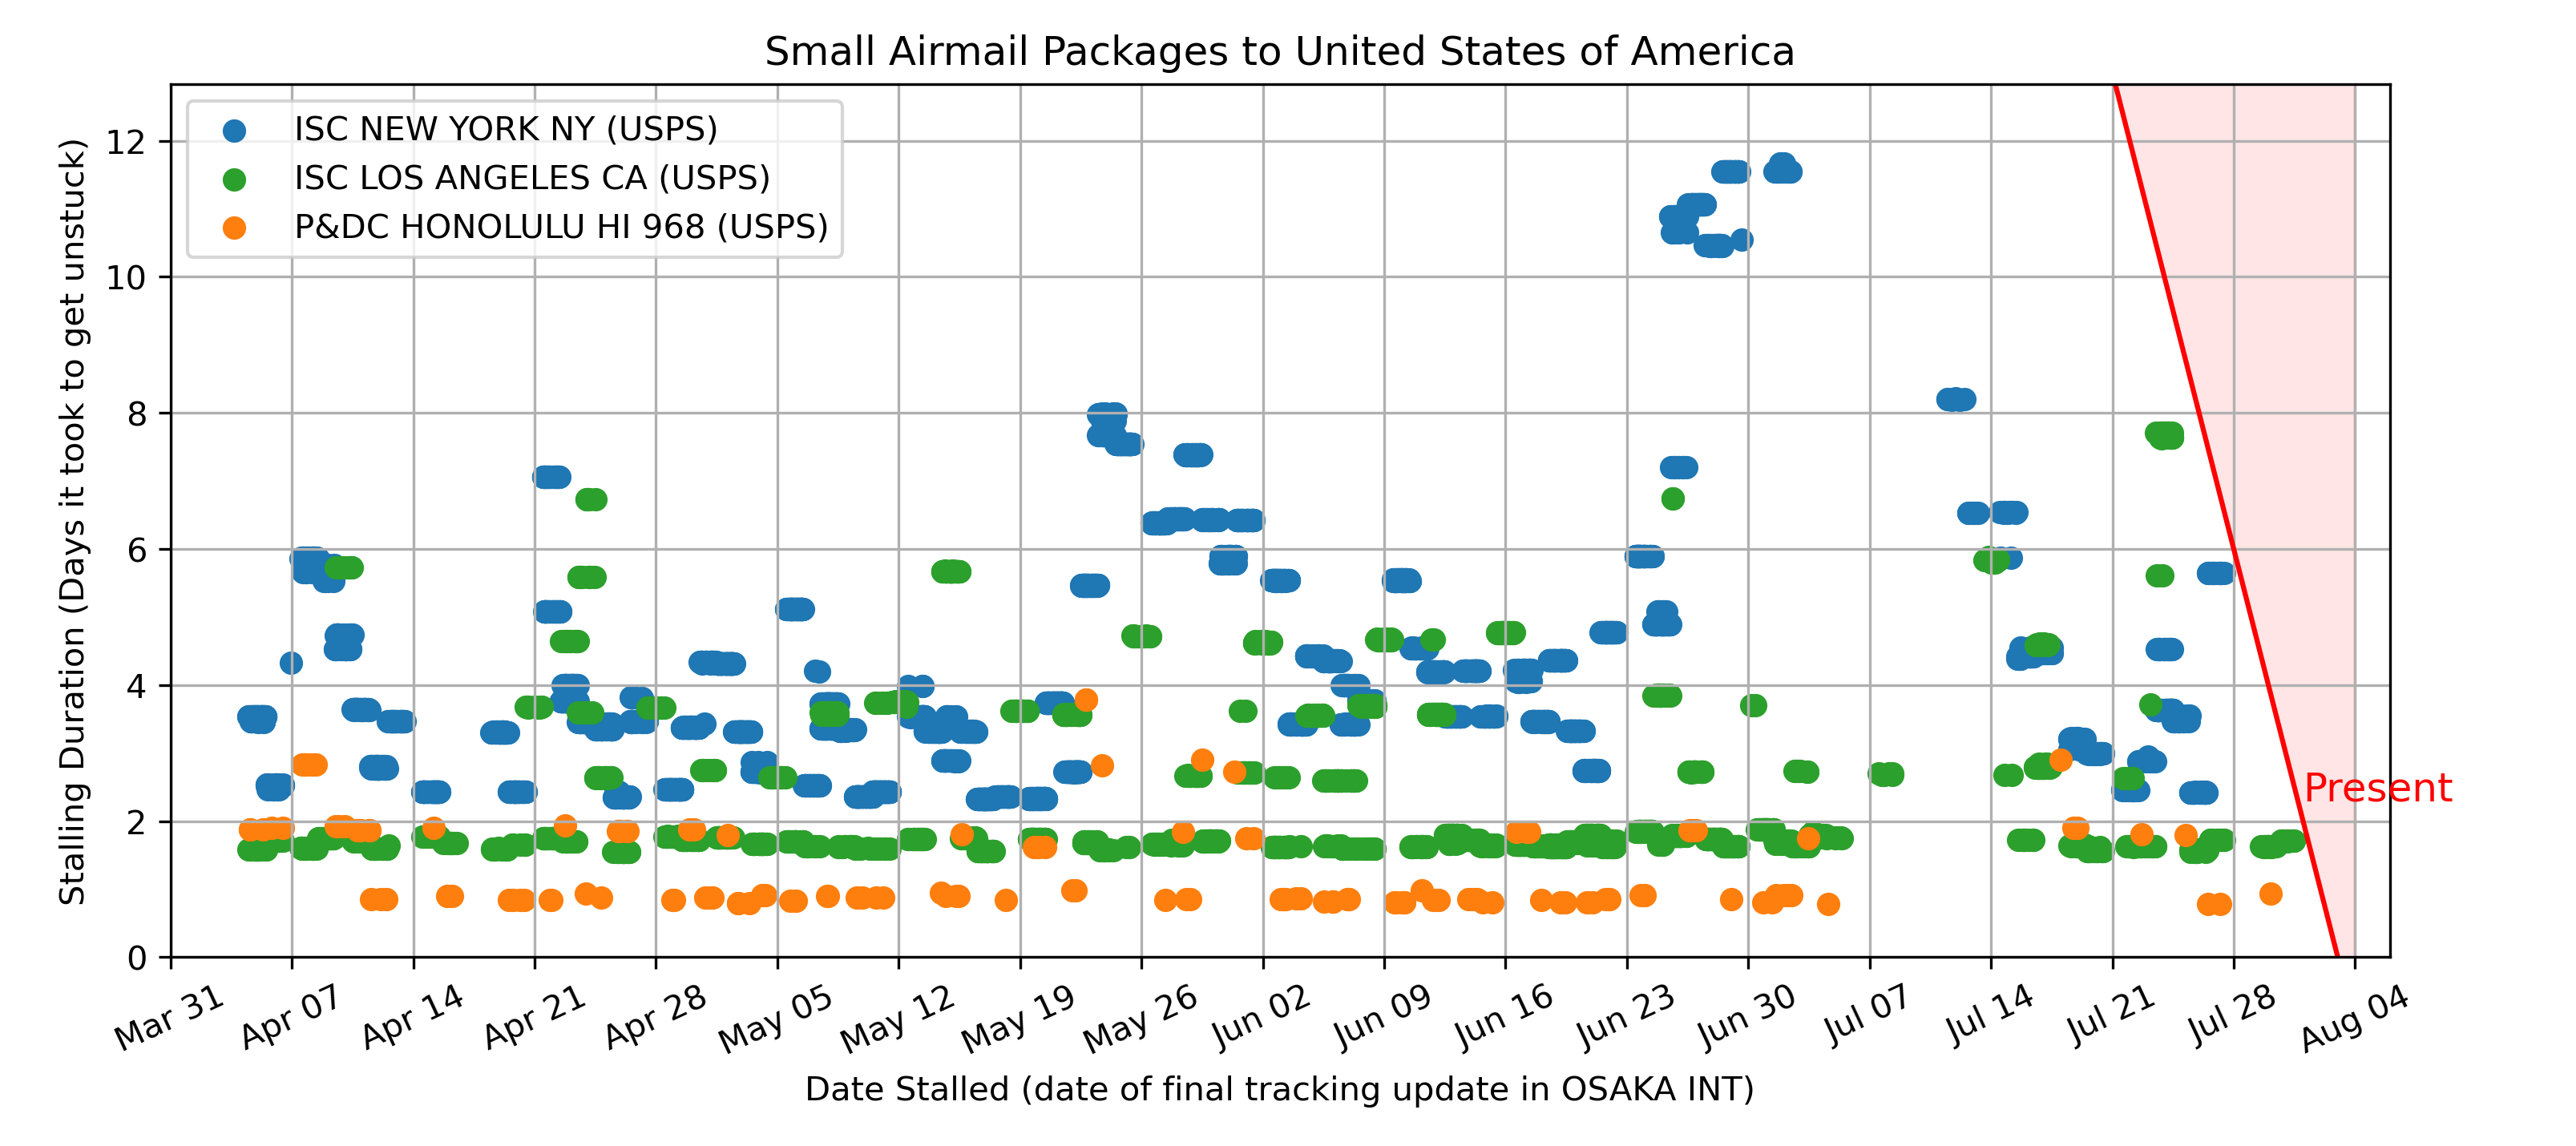 Small Airmail Packages to United States of America
ISC NEW YORK NY (USPS)
ISC LOS ANGELES CA (USPS)
P&DC HONOLULU HI 968 (USPS)
Stalling Duration (Days it took to get unstuck)
12
10
8
6
4
2
0
Present
Mar 31
Apr 07
Apr 14
Apr 21
Apr 28
May 05
May 12
May 19
May 26
Jun 02
Jun 09
Jun 16
Jun 23
Jun 30
Jul 07
Jul 14
Jul 21
Jul 28
Aug 04
Date Stalled (date of final tracking update in OSAKA INT)